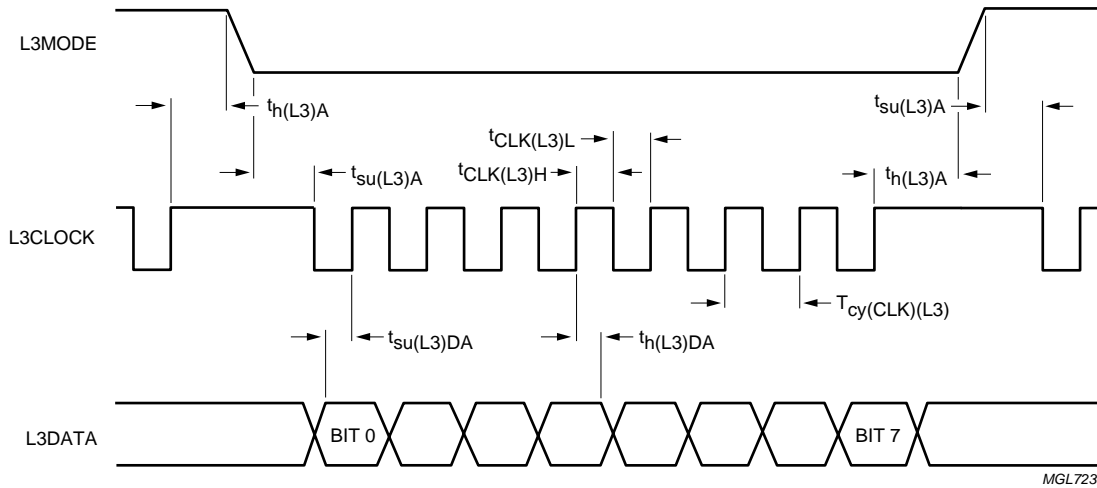 L3MODE
th(L3)A
tsu(L3)A
tCLK(L3)L
tsu(L3)A
tCLK(L3)H
th(L3)A
L3CLOCK
Tcy(CLK)(L3)
tsu(L3)DA
th(L3)DA
L3DATA
BIT 0
BIT 7
MGL723